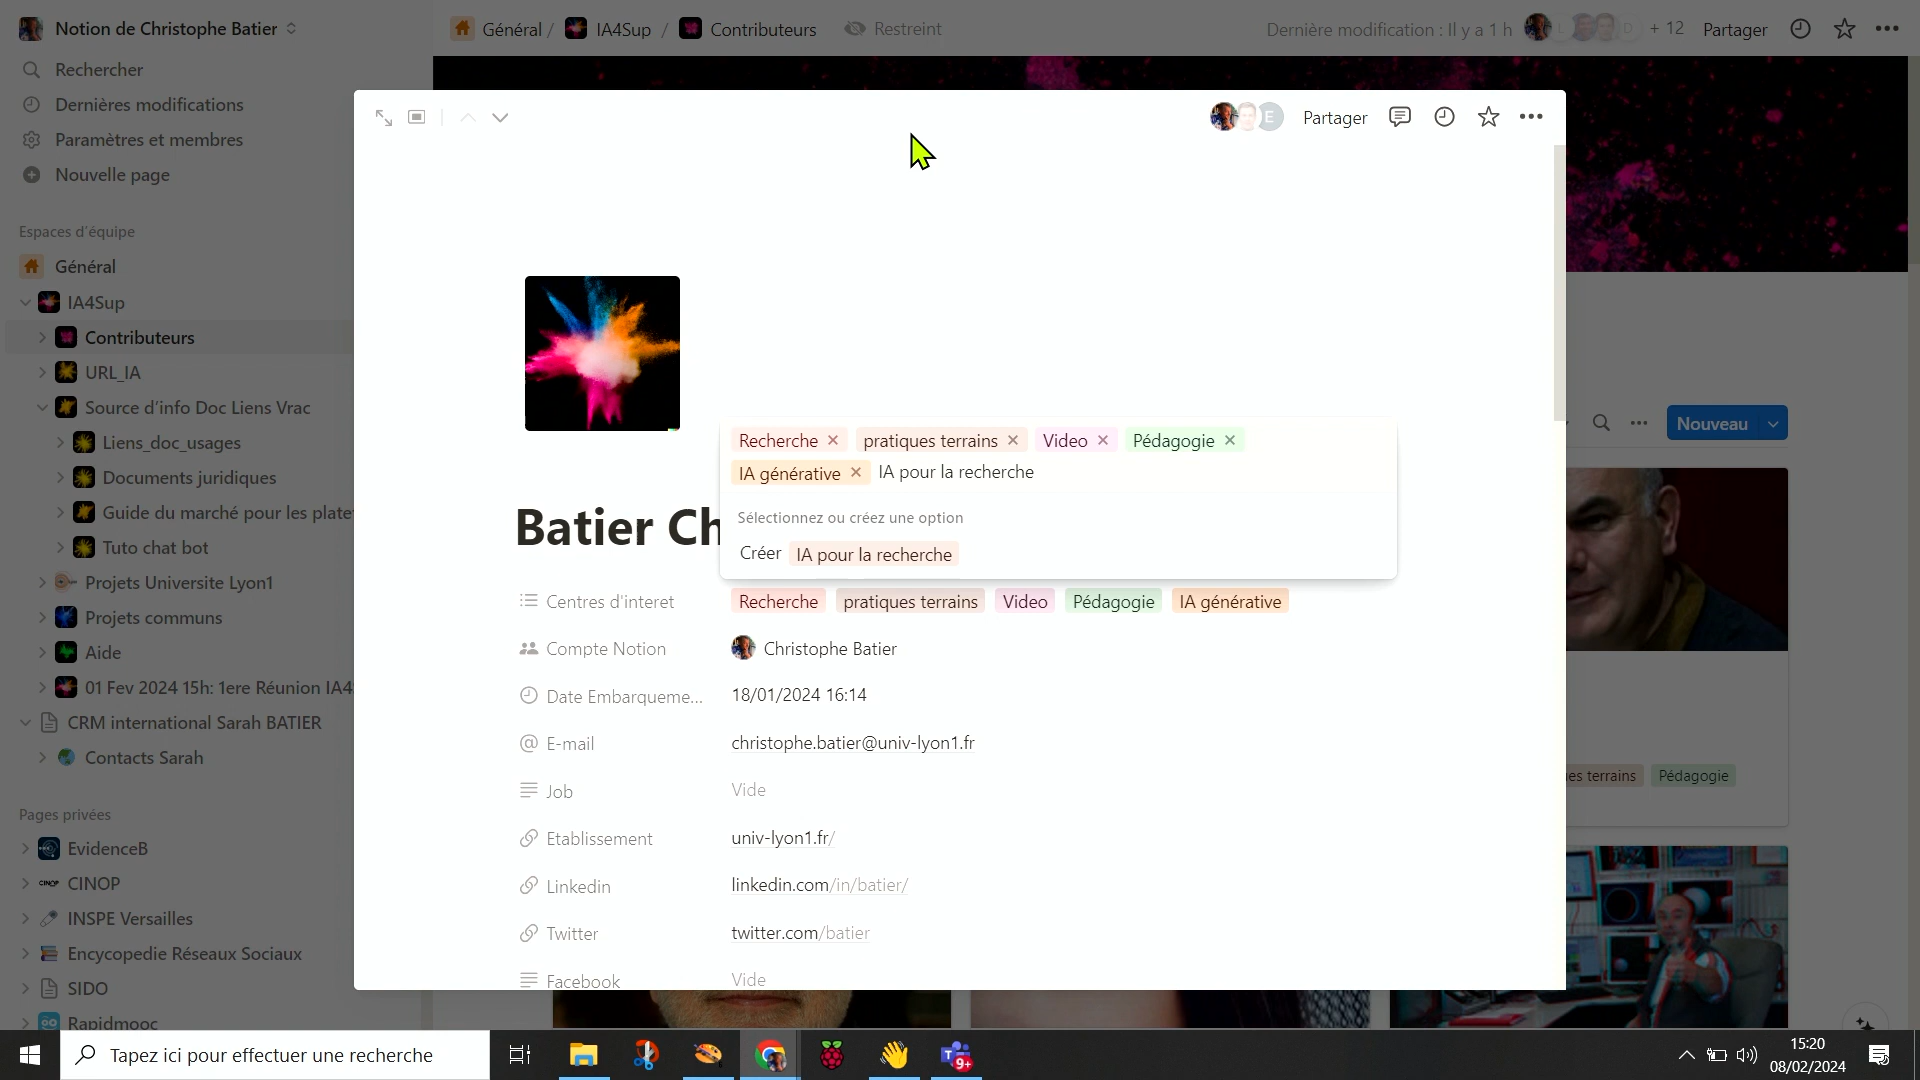 Notion de Christophe Batier
Rechercher
Dernières modifications
Paramètres et membres
Nouvelle page
Espaces d'équipe
Général
IA4Sup
Contributeurs
URL_IA
Source d'info Doc Liens Vrac
Liens_doc_usages
Documents juridiques
Guide du marché pour les plate
Tuto chat bot
Projets Universite Lyon1
Projets communs
Aide
01 Fev 2024 15h: 1ere Réunion IA4
CRM international Sarah BATIER
Contacts Sarah
Pages privées
EvidenceB
CINOP
INSPE Versailles
Encycopedie Réseaux Sociaux
SIDO
Rapidmooc
Général / IA4Sup / Contributeurs Restreint
Dernière modification : Il y a 1 h L D + 12 Partager
E Partager
Recherche pratiques terrains Video Pédagogie
IA générative IA pour la recherche
Sélectionnez ou créez une option
Créer IA pour la recherche
Batier Ch
Centres d'interet Recherche pratiques terrains Video Pédagogie IA générative
Compte Notion Christophe Batier
Date Embarqueme... 18/01/2024 16:14
E-mail christophe.batier@univ-lyon1.fr
Job Vide
Etablissement univ-lyon1.fr/
Linkedin linkedin.com/in/batier/
Twitter twitter.com/batier
Facebook Vide
Nouveau
es terrains Pédagogie
Tapez ici pour effectuer une recherche
9+
15:20
08/02/2024